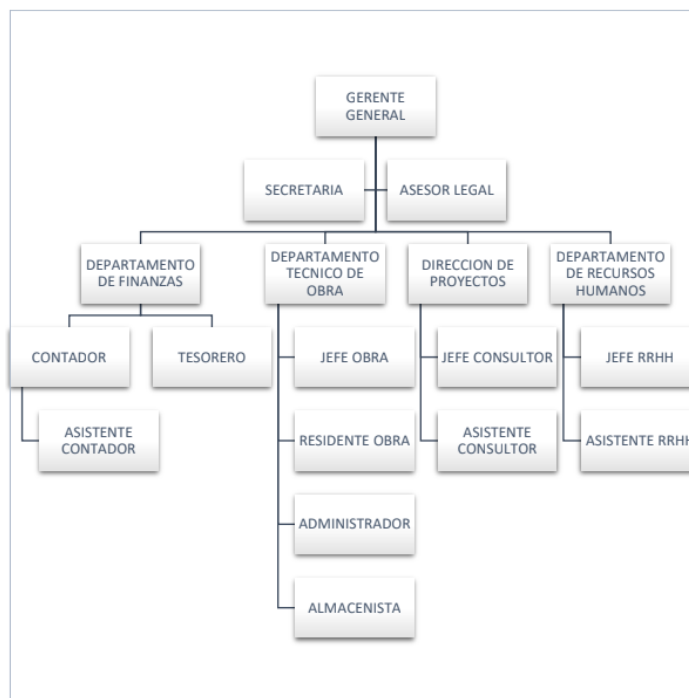 GERENTE
GENERAL
SECRETARIA
ASESOR LEGAL
DEPARTAMENTO
DE FINANZAS
DEPARTAMENTO
TECNICO DE
OBRA
DIRECCION DE
PROYECTOS
DEPARTAMENTO
DE RECURSOS
HUMANOS
CONTADOR
TESORERO
JEFE OBRA
JEFE CONSULTOR
JEFE RRHH
ASISTENTE
CONTADOR
RESIDENTE OBRA
ASISTENTE
CONSULTOR
ASISTENTE RRHH
ADMINISTRADOR
ALMACENISTA